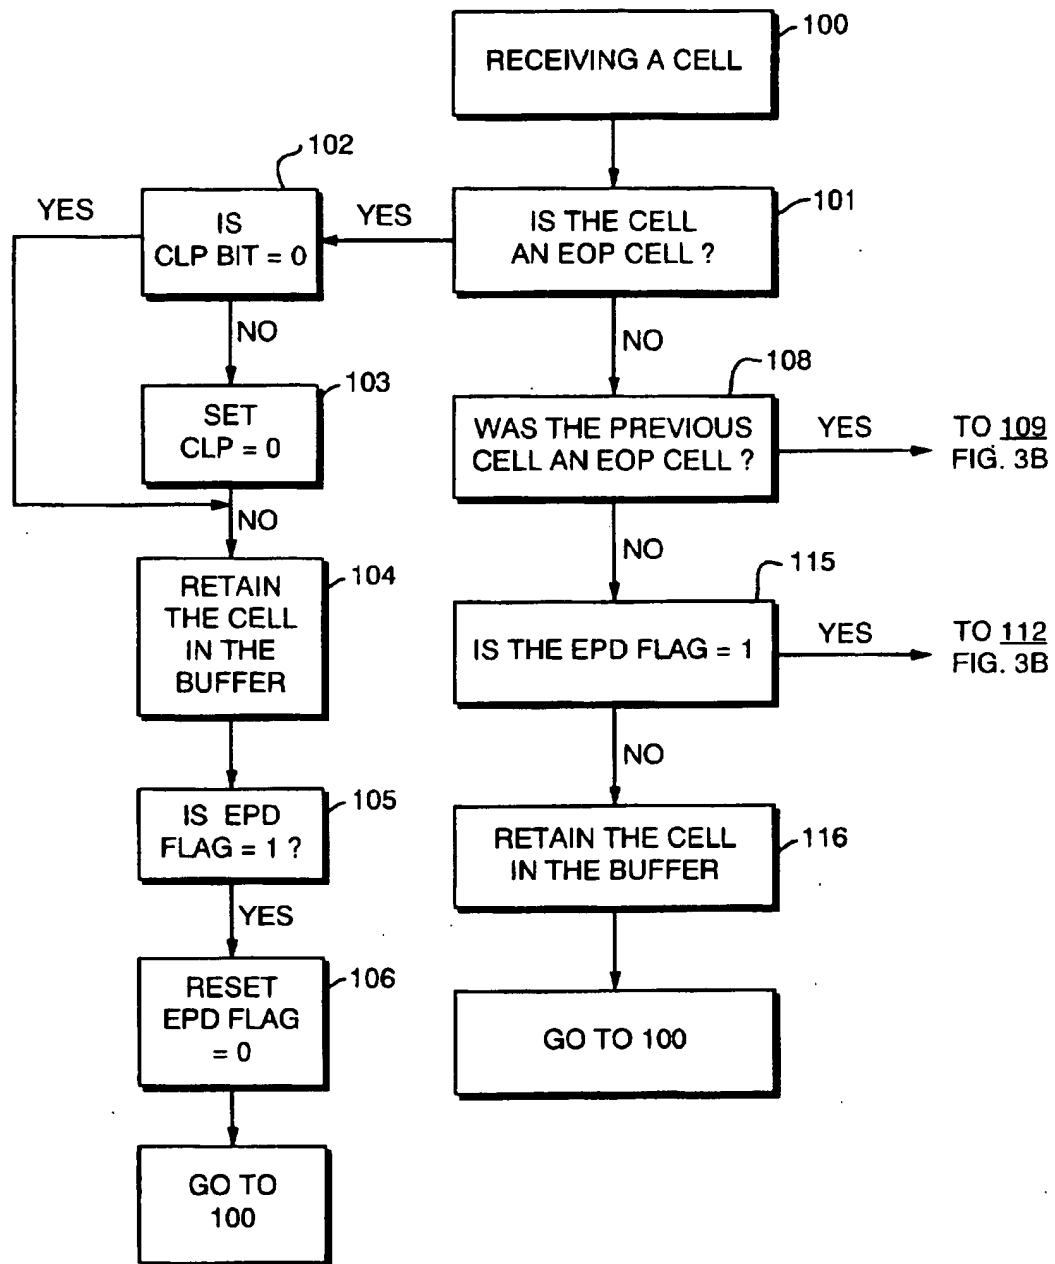 100
RECEIVING A CELL
102
YES
IS
CLP BIT = 0
YES
101
IS THE CELL
AN EOP CELL ?
NO
NO
103
SET
CLP = 0
108
WAS THE PREVIOUS
CELL AN EOP CELL ?
YES
TO 109
FIG. 3B
NO
NO
104
RETAIN
THE CELL
IN THE
BUFFER
115
IS THE EPD FLAG = 1
YES
TO 112
FIG. 3B
NO
105
IS EPD
FLAG = 1 ?
RETAIN THE CELL
IN THE BUFFER
116
YES
106
RESET
EPD FLAG
= 0
GO TO 100
GO TO
100